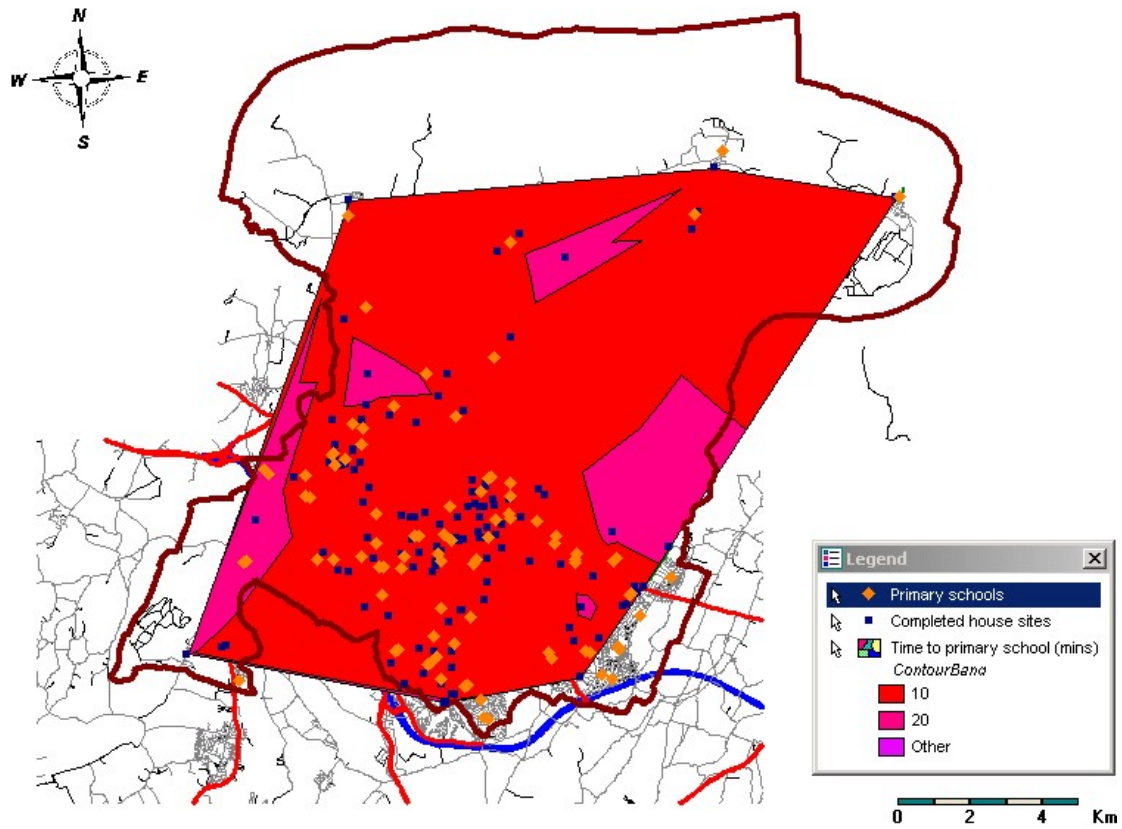 N
W E
S
Legend
Primary schools
Completed house sites
Time to primary school (mins)
ContourBand
10
20
Other
0 2 4 Km